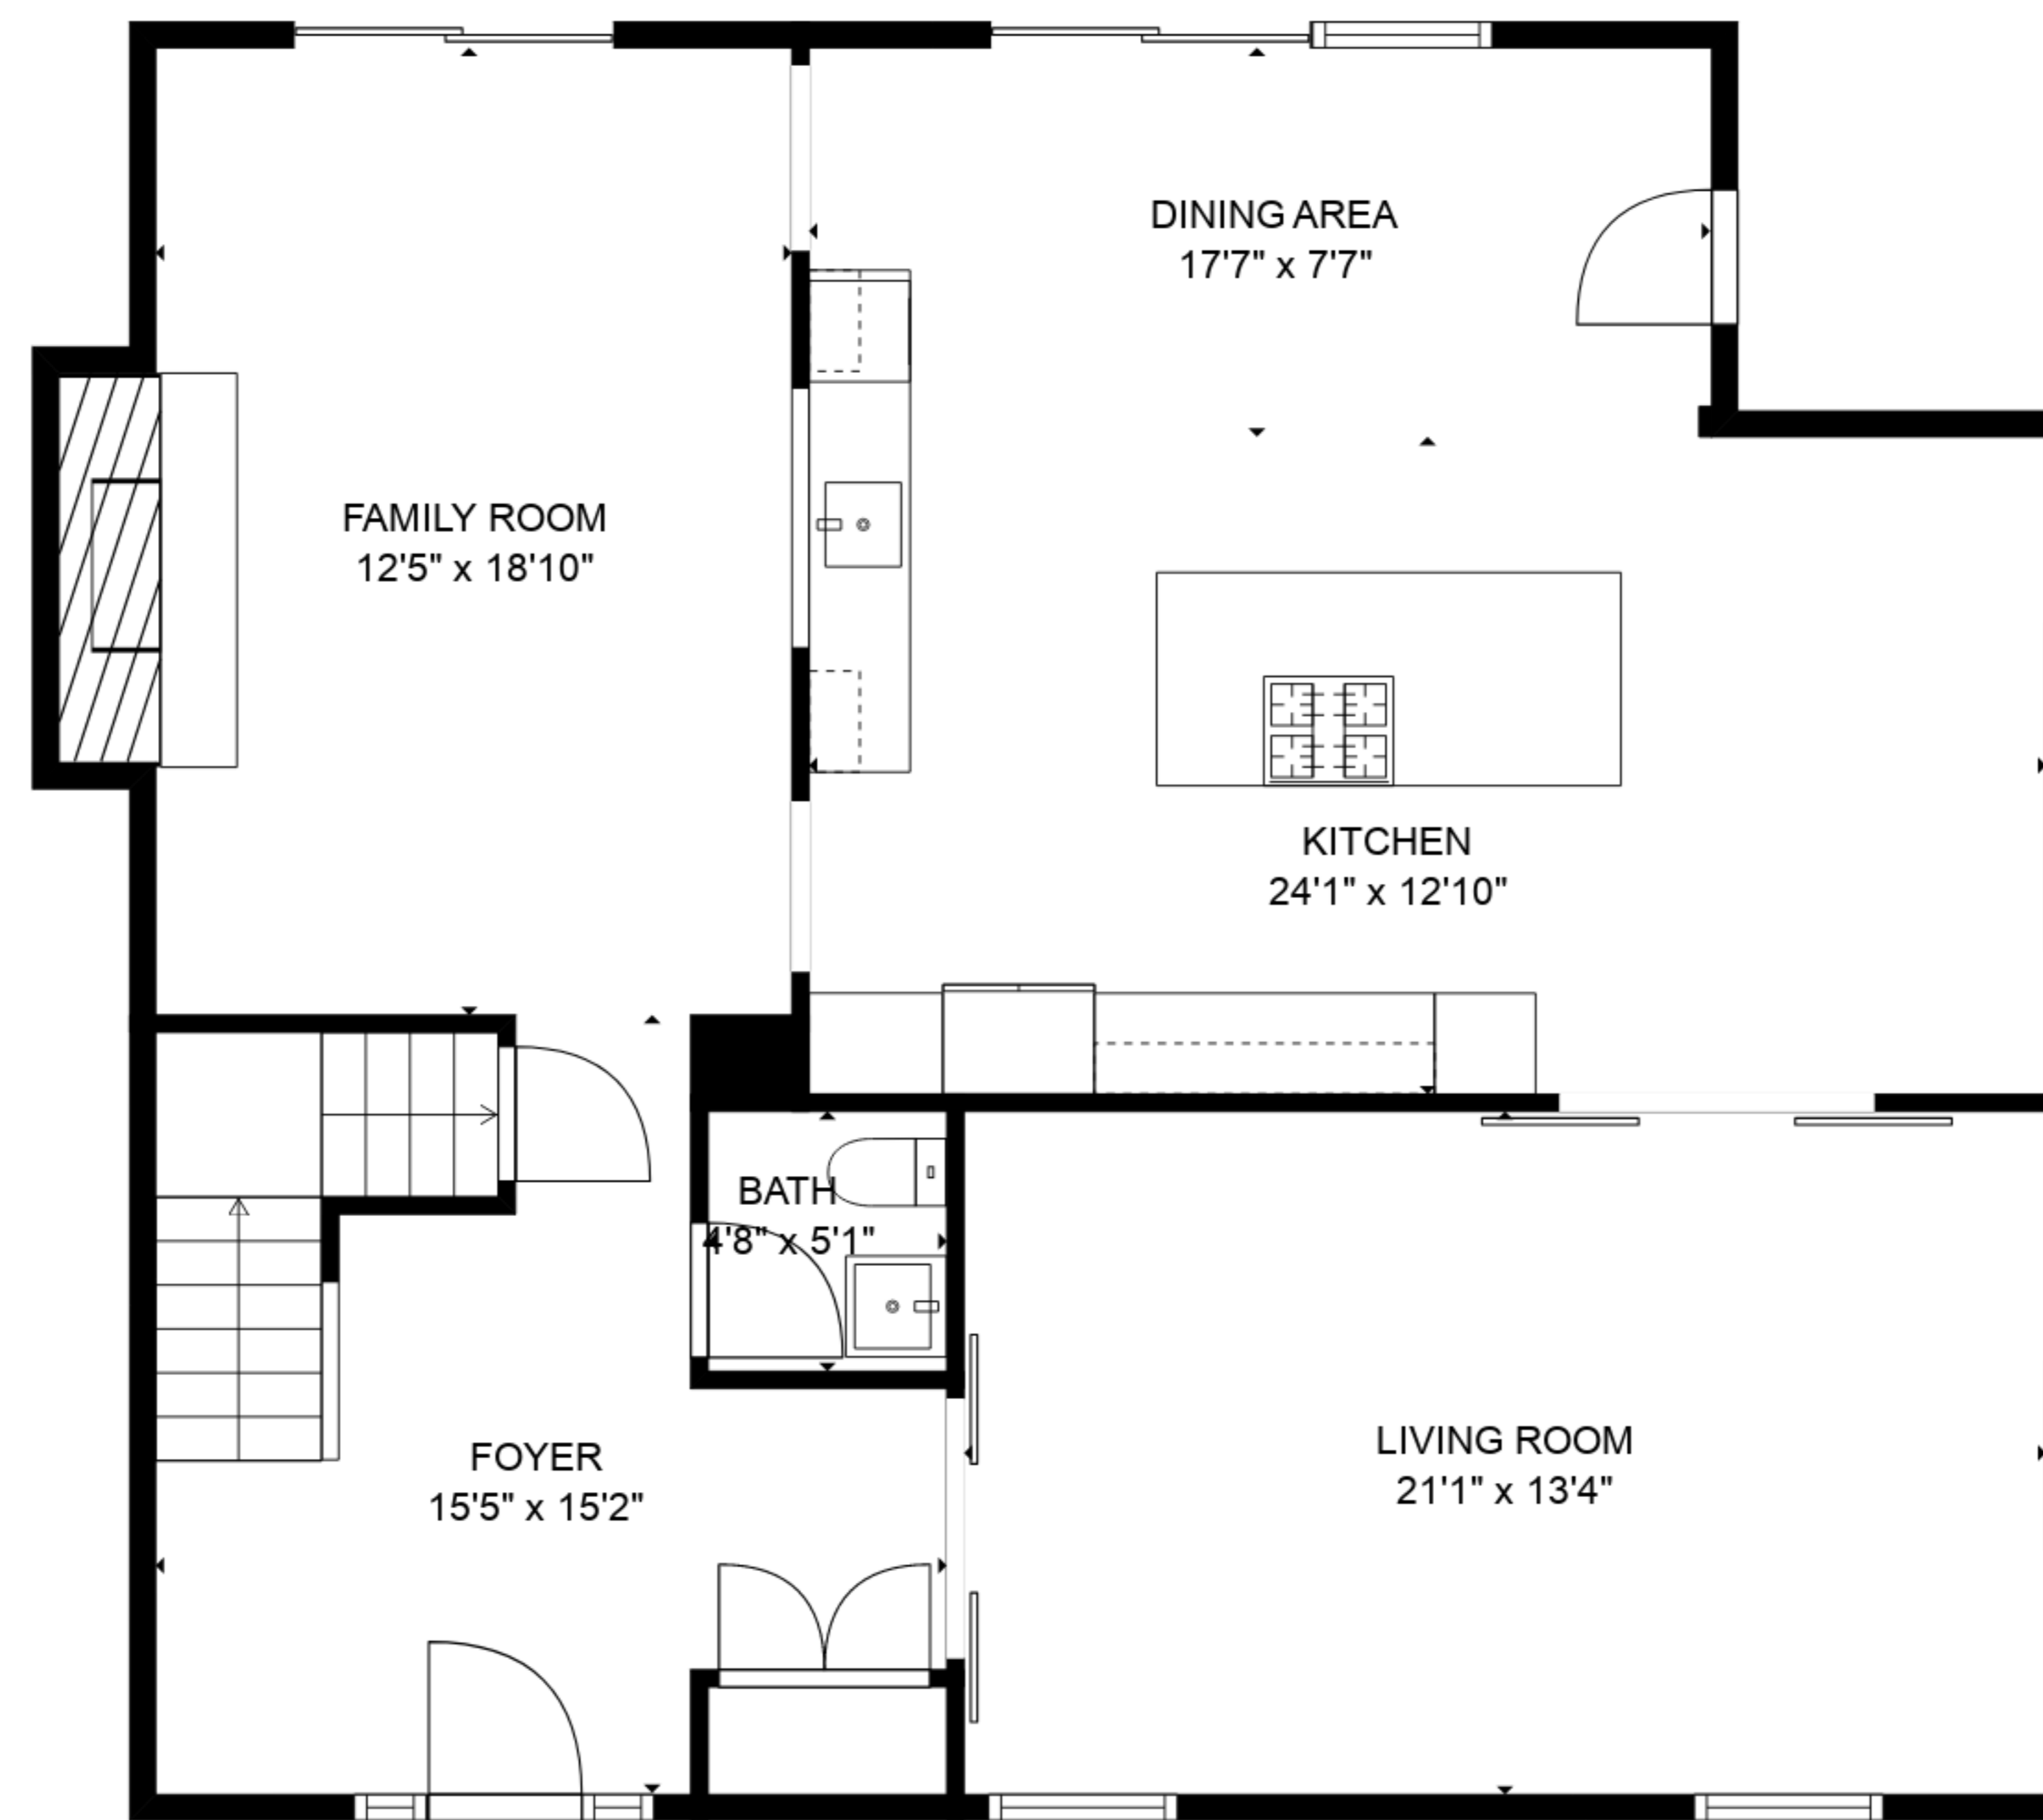 DINING AREA
17'7" x 7'7"
FAMILY ROOM
12'5" x 18'10"
KITCHEN
24'1" x 12'10"
BATH
4'8" x 5'1"
FOYER
15'5" x 15'2"
LIVING ROOM
21'1" x 13'4"